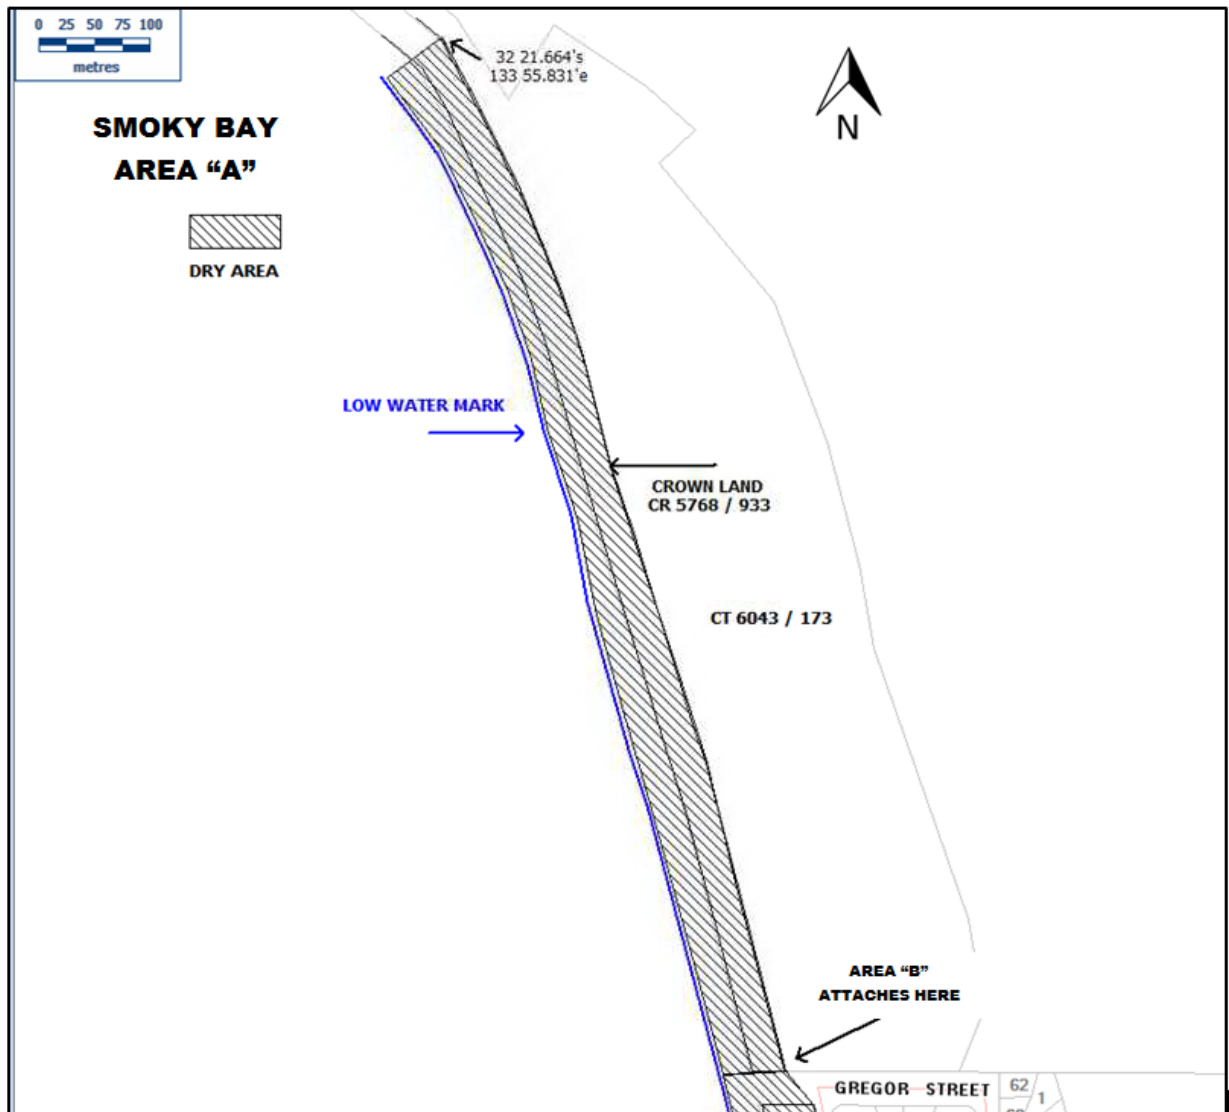 0 25 50 75 100
metres
32 21.664's
133 55.831'e
N
SMOKY BAY
AREA “A”
DRY AREA
LOW WATER MARK
CROWN LAND
CR 5768 / 933
CT 6043 / 173
AREA “B”
ATTACHES HERE
GREGOR STREET
62
1